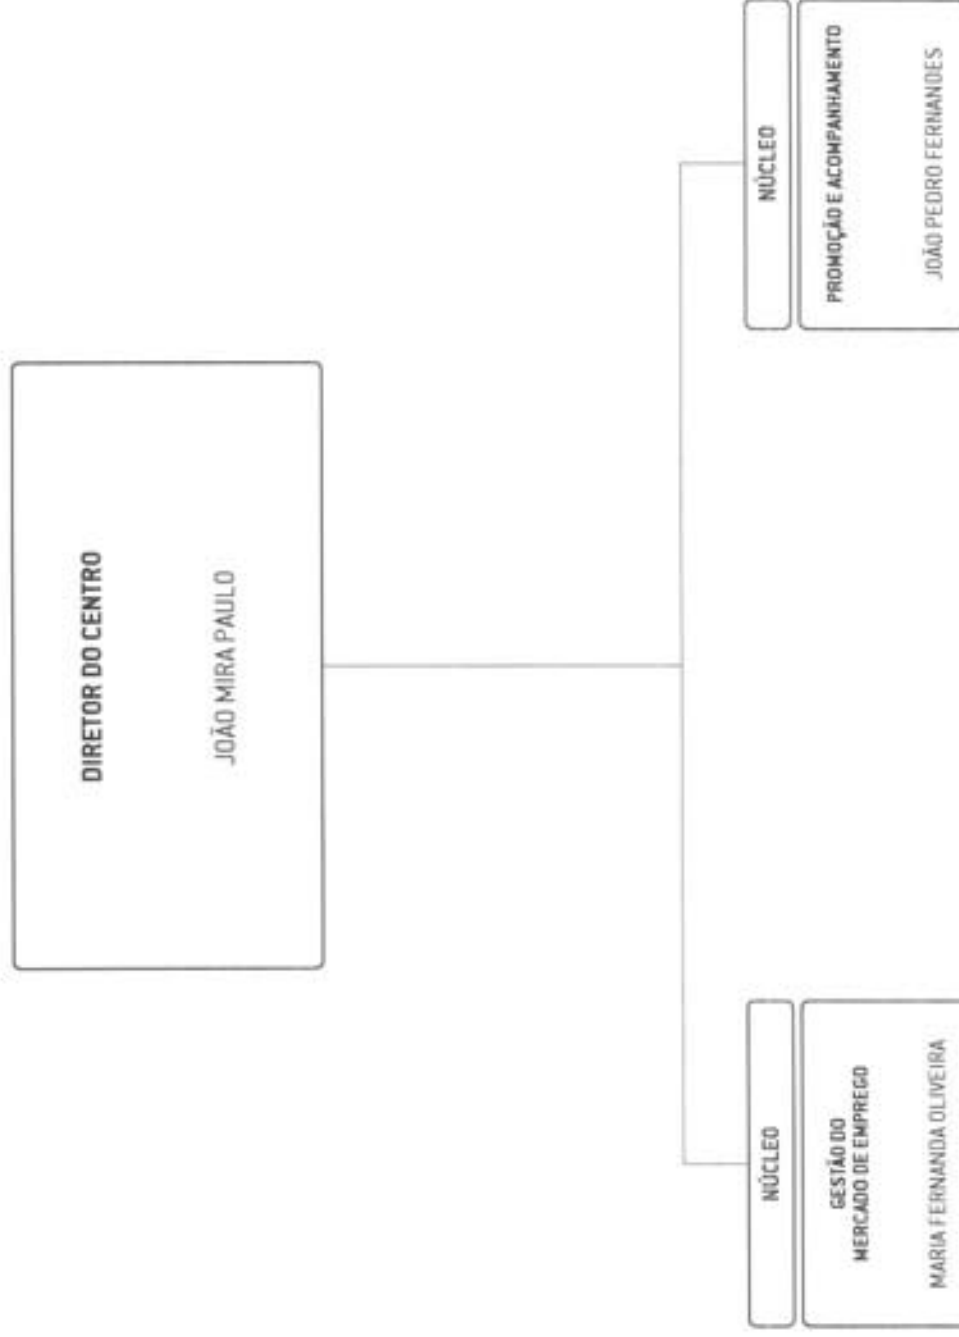 DIRETOR DO CENTRO
JOÃO MIRA PAULO
NÚCLEO
GESTÃO DO
MERCADO DE EMPREGO
MARIA FERNANDA OLIVEIRA
NÚCLEO
PROMOÇÃO E ACOMPANHAMENTO
JOÃO PEDRO FERNANDES